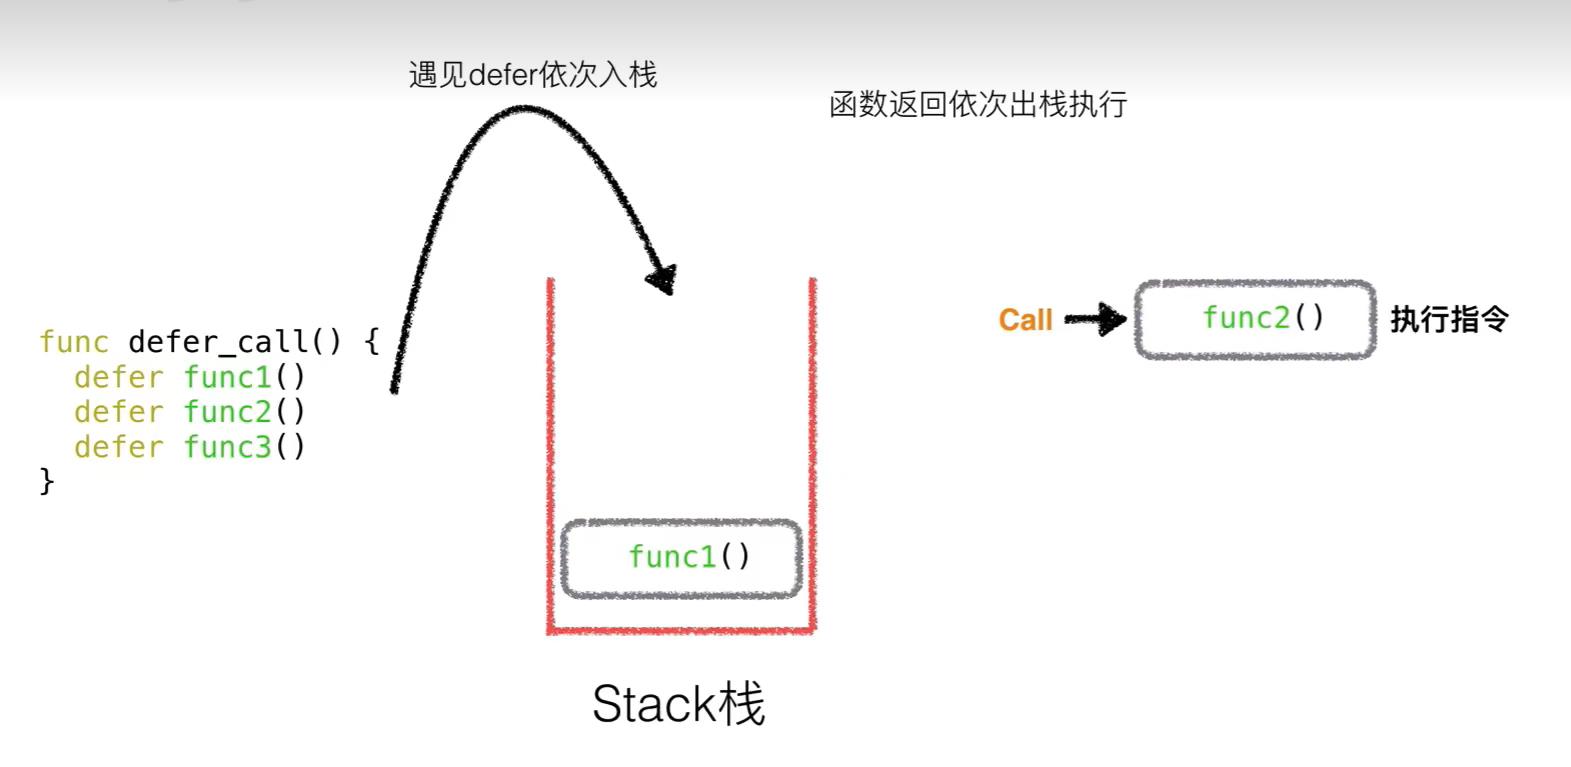 遇见defer依次入栈
函数返回依次出栈执行
func defer_call() {
  defer func1()
  defer func2()
  defer func3()
}
Call
func2()
执行指令
func1()
Stack栈